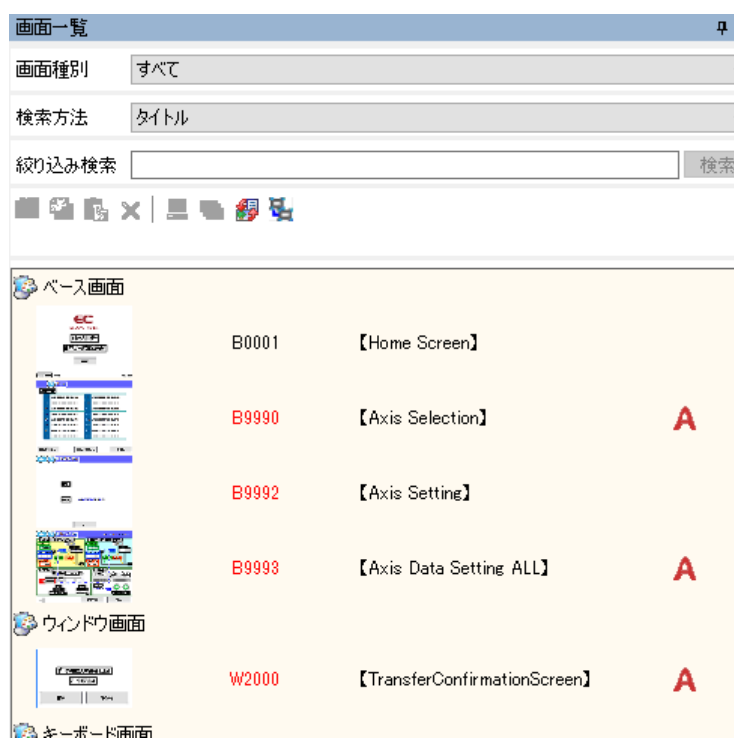 画面一覧
画面種別 すべて
検索方法 タイトル
絞り込み検索 検索
ベース画面
EC
B0001 【Home Screen】
B9990 【Axis Selection】 A
B9992 【Axis Setting】
B9993 【Axis Data Setting ALL】 A
ウィンドウ画面
W2000 【TransferConfirmationScreen】 A
キーボード画面